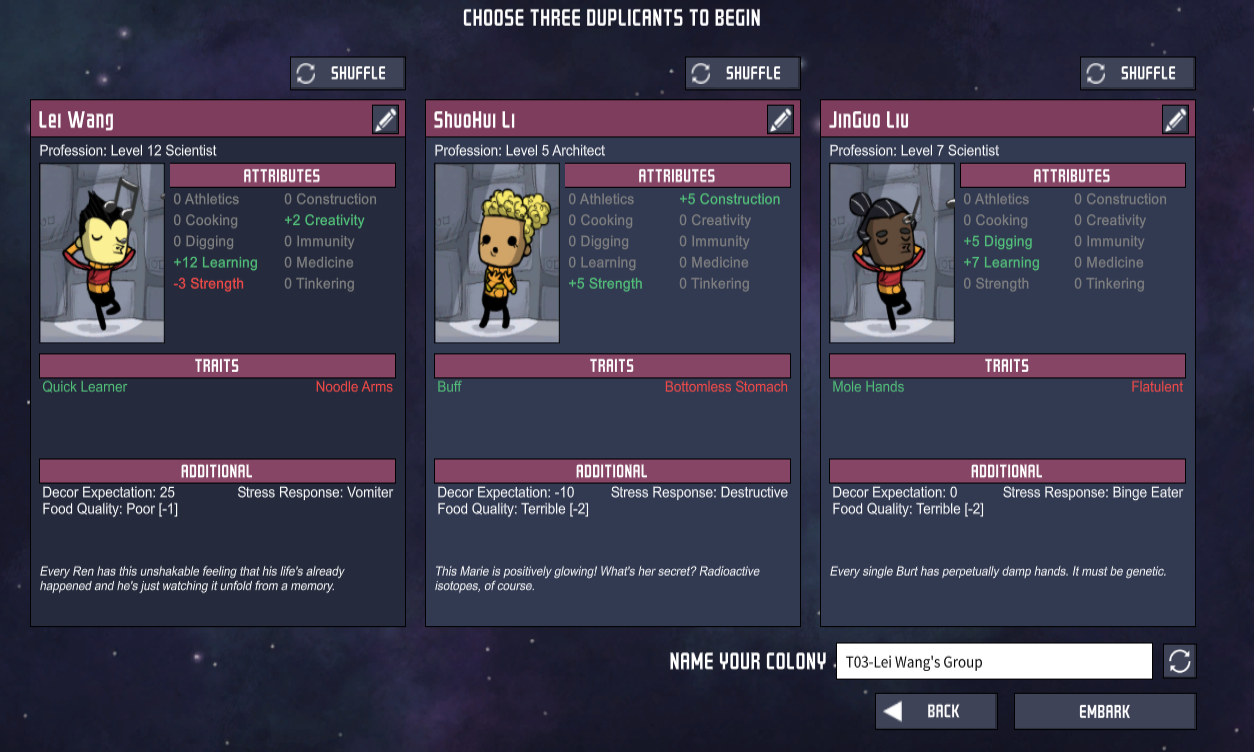 CHOOSE THREE DUPLICANTS TO BEGIN
SHUFFLE
SHUFFLE
SHUFFLE
Lei Wang
Profession: Level 12 Scientist
ATTRIBUTES
0 Athletics 0 Construction
0 Cooking +2 Creativity
0 Digging 0 Immunity
+12 Learning 0 Medicine
-3 Strength 0 Tinkering
TRAITS
Quick Learner Noodle Arms
ADDITIONAL
Decor Expectation: 25 Stress Response: Vomiter
Food Quality: Poor [-1]
Every Ren has this unshakable feeling that his life's already
happened and he's just watching it unfold from a memory.
ShuoHui Li
Profession: Level 5 Architect
ATTRIBUTES
0 Athletics +5 Construction
0 Cooking 0 Creativity
0 Digging 0 Immunity
0 Learning 0 Medicine
+5 Strength 0 Tinkering
TRAITS
Buff Bottomless Stomach
ADDITIONAL
Decor Expectation: -10 Stress Response: Destructive
Food Quality: Terrible [-2]
This Marie is positively glowing! What's her secret? Radioactive
isotopes, of course.
JinGuo Liu
Profession: Level 7 Scientist
ATTRIBUTES
0 Athletics 0 Construction
0 Cooking 0 Creativity
+5 Digging 0 Immunity
+7 Learning 0 Medicine
0 Strength 0 Tinkering
TRAITS
Mole Hands Flatulent
ADDITIONAL
Decor Expectation: 0 Stress Response: Binge Eater
Food Quality: Terrible [-2]
Every single Burt has perpetually damp hands. It must be genetic.
NAME YOUR COLONY T03-Lei Wang's Group
BACK EMBARK